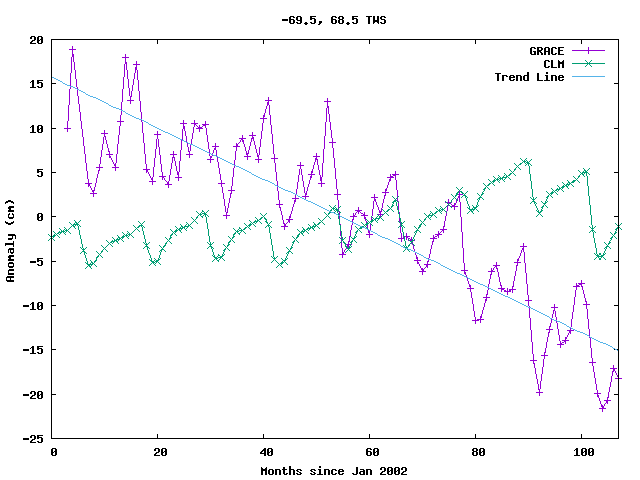 -69.5, 68.5 TWS
GRACE
CLM
Trend Line
20
15
10
5
0
-5
-10
-15
-20
-25
Anomaly (cm)
0 20 40 60 80 100
Months since Jan 2002